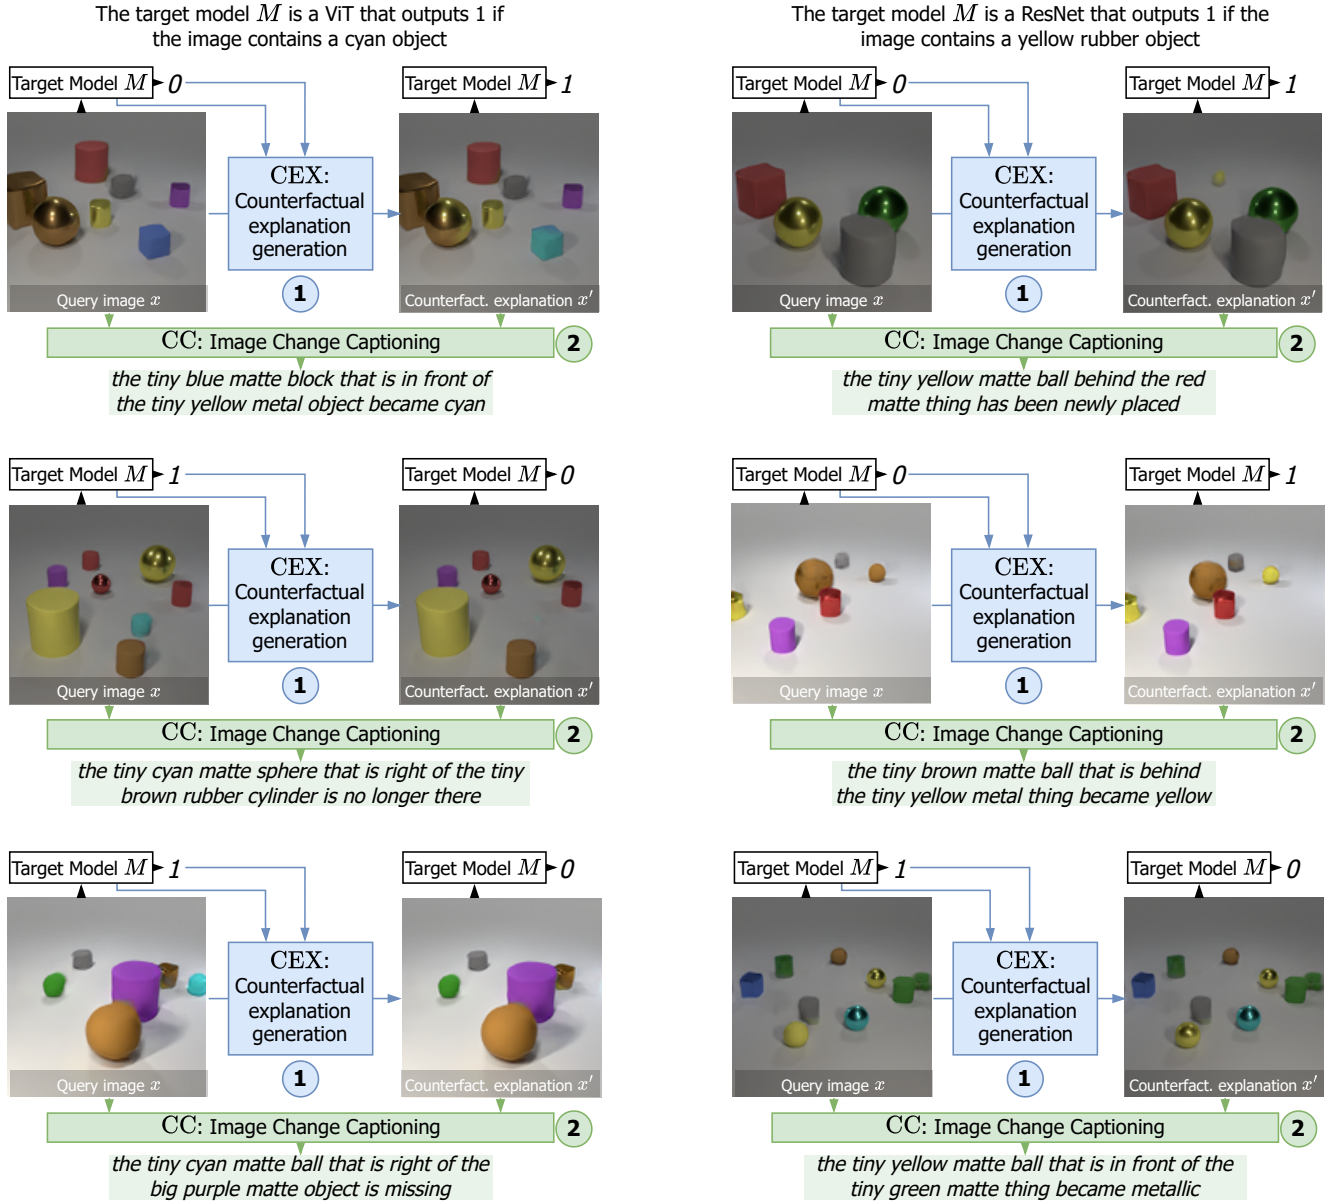 The target model M is a ViT that outputs 1 if
the image contains a cyan object
Target Model M 0
Target Model M 1
CEX:
Counterfactual
explanation
generation
1
Query image x
Counterfact. explanation x′
CC: Image Change Captioning
2
the tiny blue matte block that is in front of
the tiny yellow metal object became cyan
Target Model M 1
Target Model M 0
CEX:
Counterfactual
explanation
generation
1
Query image x
Counterfact. explanation x′
CC: Image Change Captioning
2
the tiny cyan matte sphere that is right of the tiny
brown rubber cylinder is no longer there
Target Model M 1
Target Model M 0
CEX:
Counterfactual
explanation
generation
1
Query image x
Counterfact. explanation x′
CC: Image Change Captioning
2
the tiny cyan matte ball that is right of the
big purple matte object is missing
The target model M is a ResNet that outputs 1 if the
image contains a yellow rubber object
Target Model M 0
Target Model M 1
CEX:
Counterfactual
explanation
generation
1
Query image x
Counterfact. explanation x′
CC: Image Change Captioning
2
the tiny yellow matte ball behind the red
matte thing has been newly placed
Target Model M 0
Target Model M 1
CEX:
Counterfactual
explanation
generation
1
Query image x
Counterfact. explanation x′
CC: Image Change Captioning
2
the tiny brown matte ball that is behind
the tiny yellow metal thing became yellow
Target Model M 1
Target Model M 0
CEX:
Counterfactual
explanation
generation
1
Query image x
Counterfact. explanation x′
CC: Image Change Captioning
2
the tiny yellow matte ball that is in front of the
tiny green matte thing became metallic